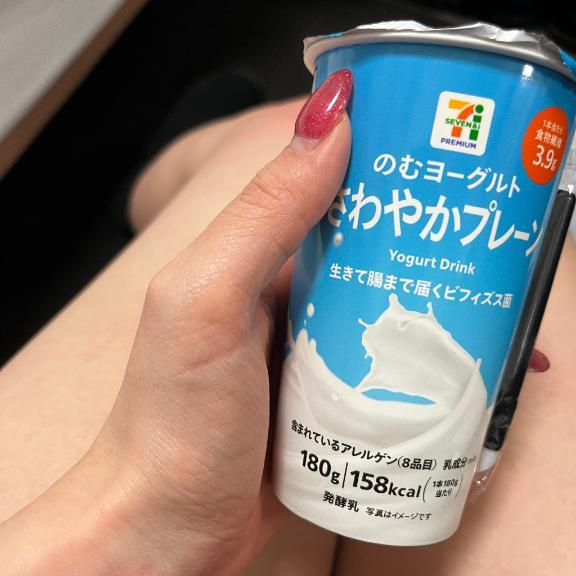 SEVEN&i
PREMIUM
1本当たり
食物繊維
3.9g
のむヨーグルト
さわやかプレーン
Yogurt Drink
生きて腸まで届くビフィズス菌
含まれているアレルゲン(8品目) 乳成分
180g|158kcal(1本180g
当たり)
発酵乳 写真はイメージです